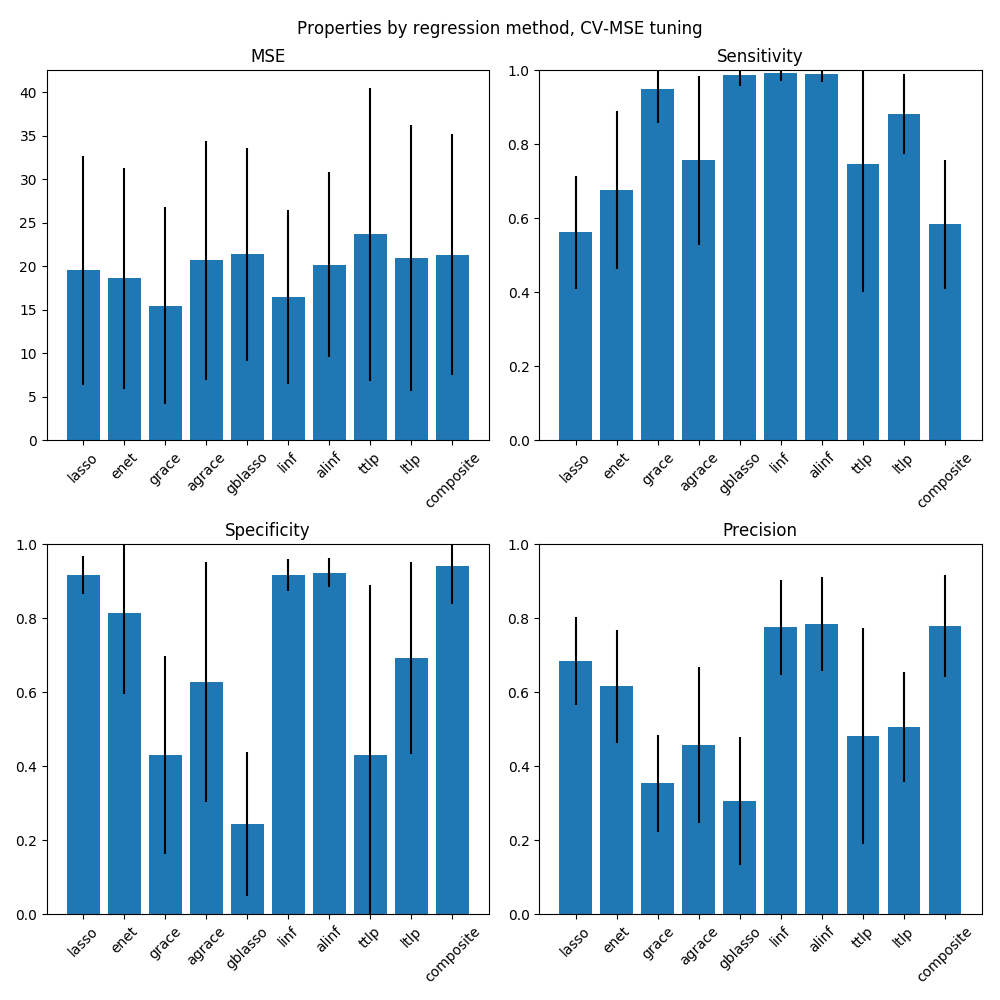 Properties by regression method, CV-MSE tuning
MSE
40
35
30
25
20
15
10
5
0
lasso
enet
grace
agrace
gblasso
linf
alinf
ttlp
ltlp
composite
Sensitivity
1.0
0.8
0.6
0.4
0.2
0.0
lasso
enet
grace
agrace
gblasso
linf
alinf
ttlp
ltlp
composite
Specificity
1.0
0.8
0.6
0.4
0.2
0.0
lasso
enet
grace
agrace
gblasso
linf
alinf
ttlp
ltlp
composite
Precision
1.0
0.8
0.6
0.4
0.2
0.0
lasso
enet
grace
agrace
gblasso
linf
alinf
ttlp
ltlp
composite